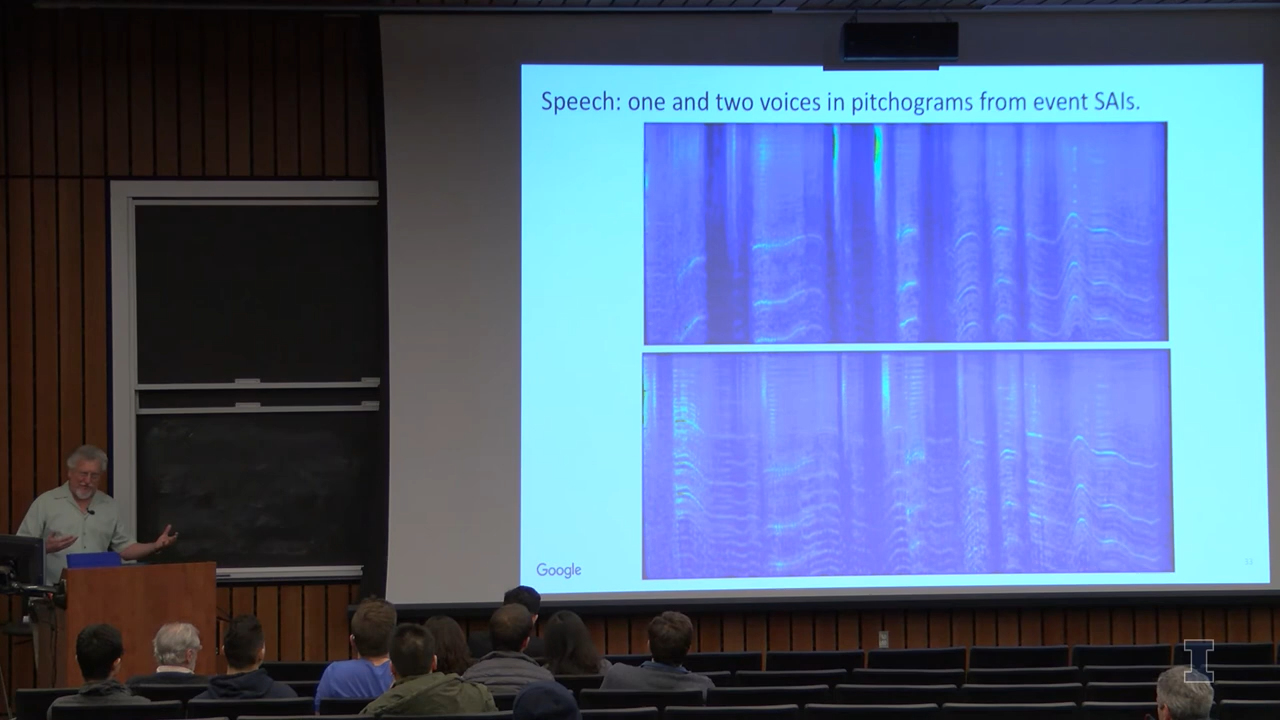 Speech: one and two voices in pitchograms from event SAIs.
Google
I